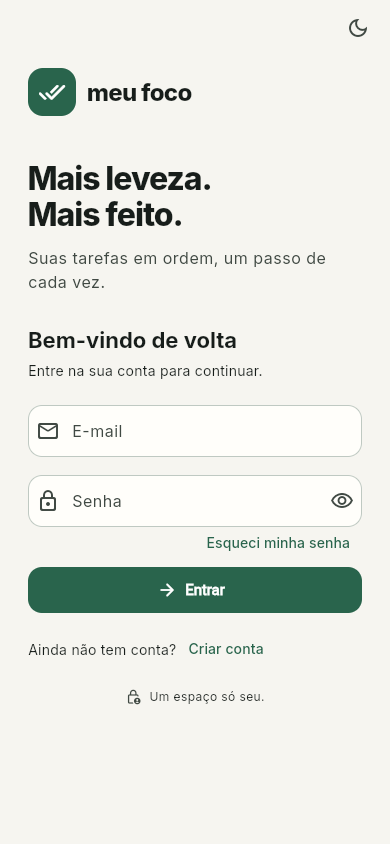 meu foco
Mais leveza.
Mais feito.
Suas tarefas em ordem, um passo de
cada vez.
Bem-vindo de volta
Entre na sua conta para continuar.
E-mail
Senha
Esqueci minha senha
Entrar
Ainda não tem conta? Criar conta
Um espaço só seu.